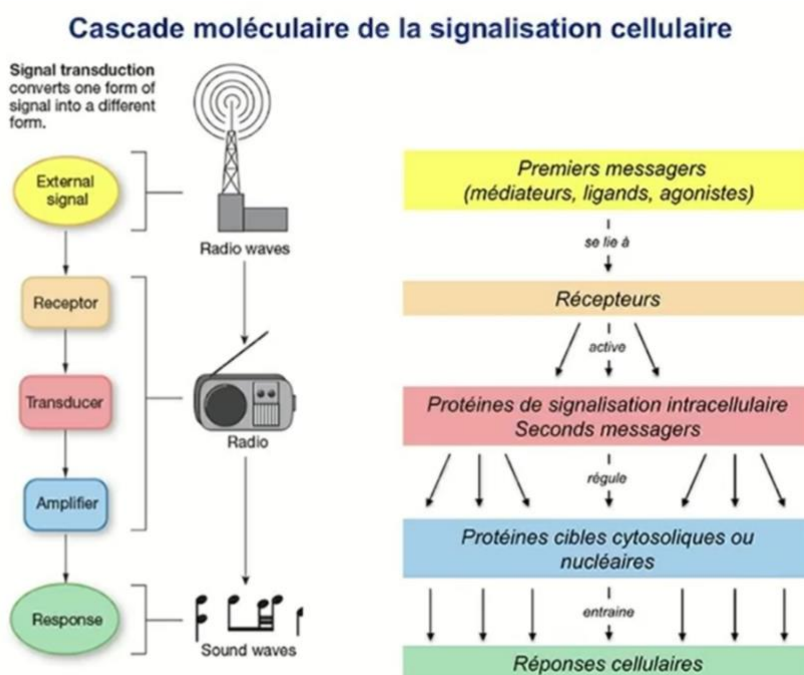 Cascade moléculaire de la signalisation cellulaire
Signal transduction
converts one form of
signal into a different
form.
External
signal
Radio waves
Receptor
Transducer
Radio
Amplifier
Response
Sound waves
Premiers messagers
(médiateurs, ligands, agonistes)
se lie à
Récepteurs
active
Protéines de signalisation intracellulaire
Seconds messagers
régule
Protéines cibles cytosoliques ou
nucléaires
entraine
Réponses cellulaires